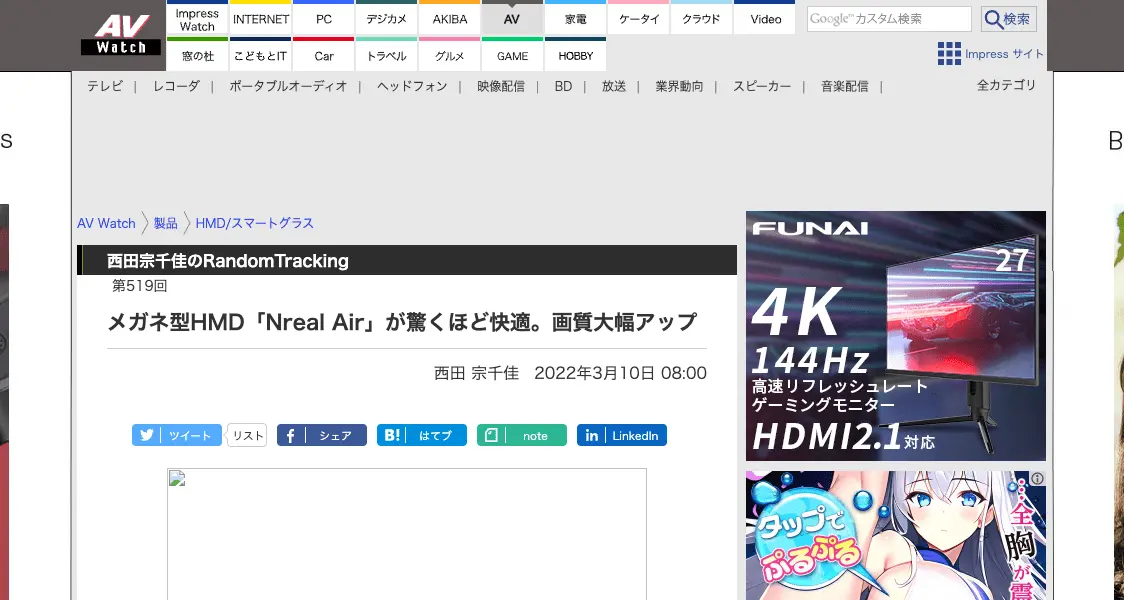 AV
Watch
Impress
Watch
INTERNET
PC
デジカメ
AKIBA
AV
家電
ケータイ
クラウド
Video
窓の杜
こどもとIT
Car
トラベル
グルメ
GAME
HOBBY
Google™カスタム検索
検索
Impress サイト
テレビ | レコーダ | ポータブルオーディオ | ヘッドフォン | 映像配信 | BD | 放送 | 業界動向 | スピーカー | 音楽配信 |
全カテゴリ
s
B
AV Watch 製品 HMD/スマートグラス
西田宗千佳のRandomTracking
第519回
メガネ型HMD「Nreal Air」が驚くほど快適。画質大幅アップ
西田 宗千佳 2022年3月10日 08:00
ツイート
リスト
シェア
B! はてブ
note
in LinkedIn
FUNAI
27
4K
144Hz
高速リフレッシュレート
ゲーミングモニター
HDMI2.1対応
タップで
ぷるぷる
…全
胸
が
震